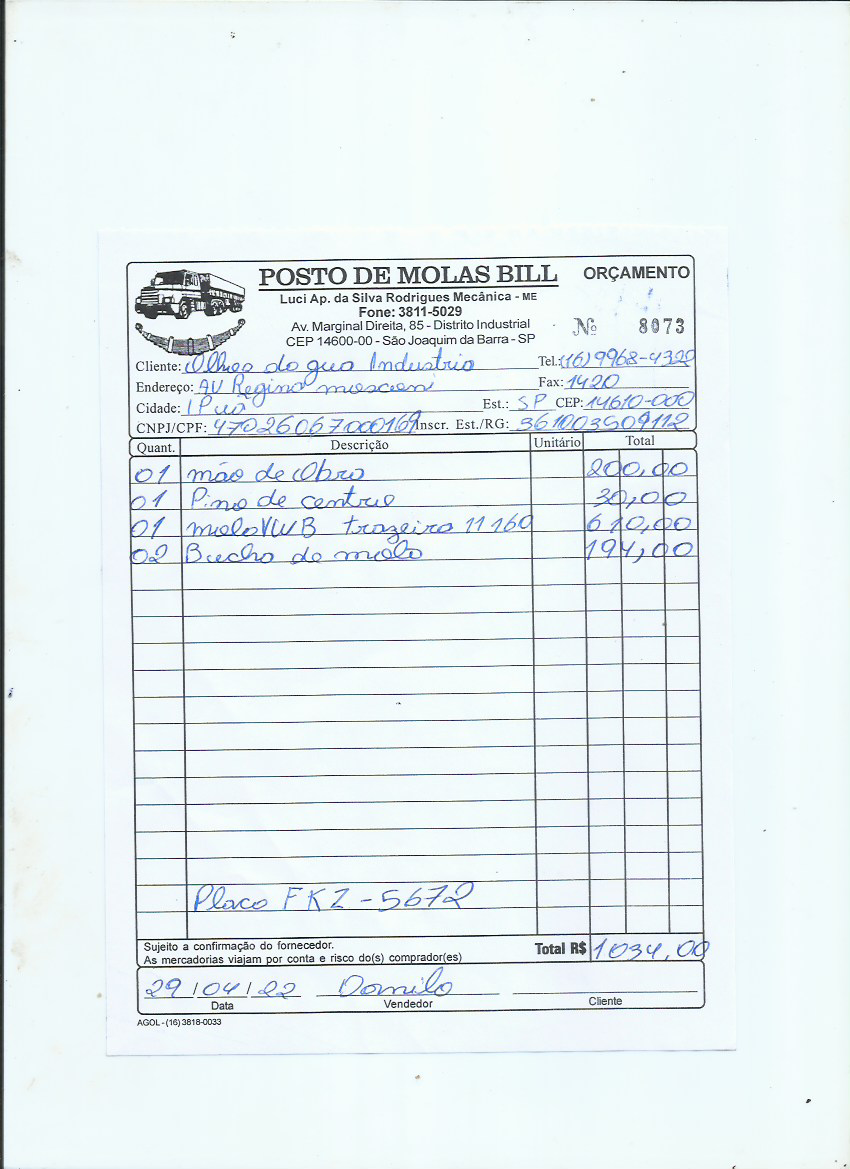 POSTO DE MOLAS BILL ORÇAMENTO
Luci Ap. da Silva Rodrigues Mecânica - ME
Fone: 3811-5029
Av. Marginal Direita, 85 - Distrito Industrial
CEP 14600-00 - São Joaquim da Barra - SP
Nº 8073
Cliente: Industria Tel.: (16) 9968-4320
Endereço: AV Regina Fax: 1420
Cidade: IPuã Est.: SP CEP: 14610-000
CNPJ/CPF: 47026067000169 Inscr. Est./RG: 361003509112
Quant. Descrição Unitário Total
01 mão de Obra 200,00
01 Pino de centro 30,00
01 mola VWB trazeira 11 160 610,00
02 Bucha de mola 194,00
Placa FKZ-5672
Sujeito a confirmação do fornecedor.
As mercadorias viajam por conta e risco do(s) comprador(es)
Total R$ 1034,00
29/04/22 Danilo
Data Vendedor Cliente
AGOL - (16) 3818-0033